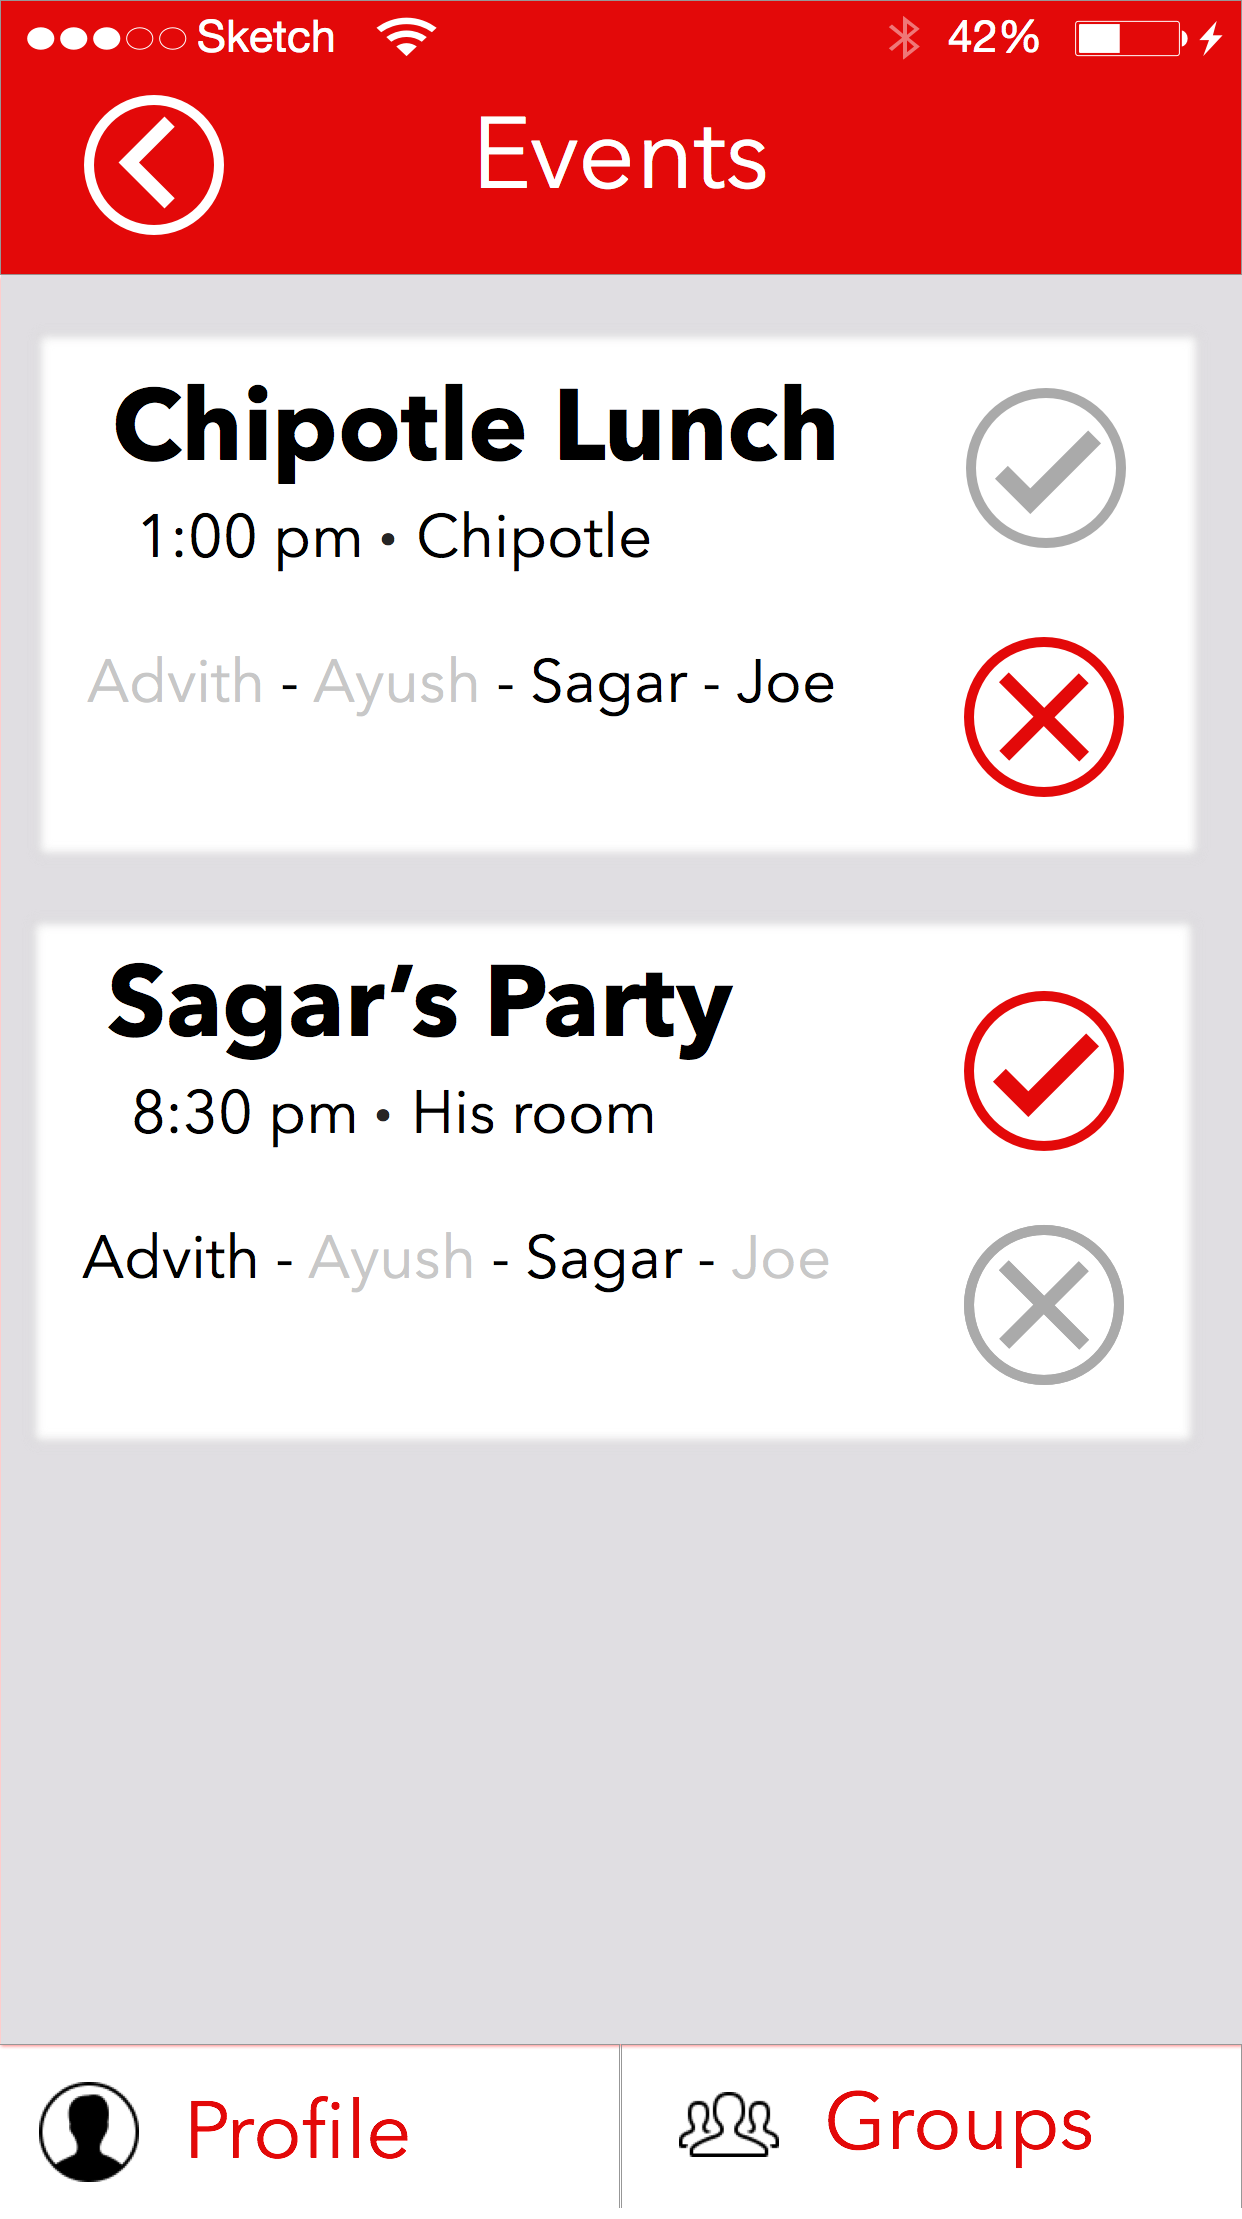 Sketch 42%
Events
Chipotle Lunch
1:00 pm • Chipotle
Advith - Ayush - Sagar - Joe
Sagar’s Party
8:30 pm • His room
Advith - Ayush - Sagar - Joe
Profile Groups